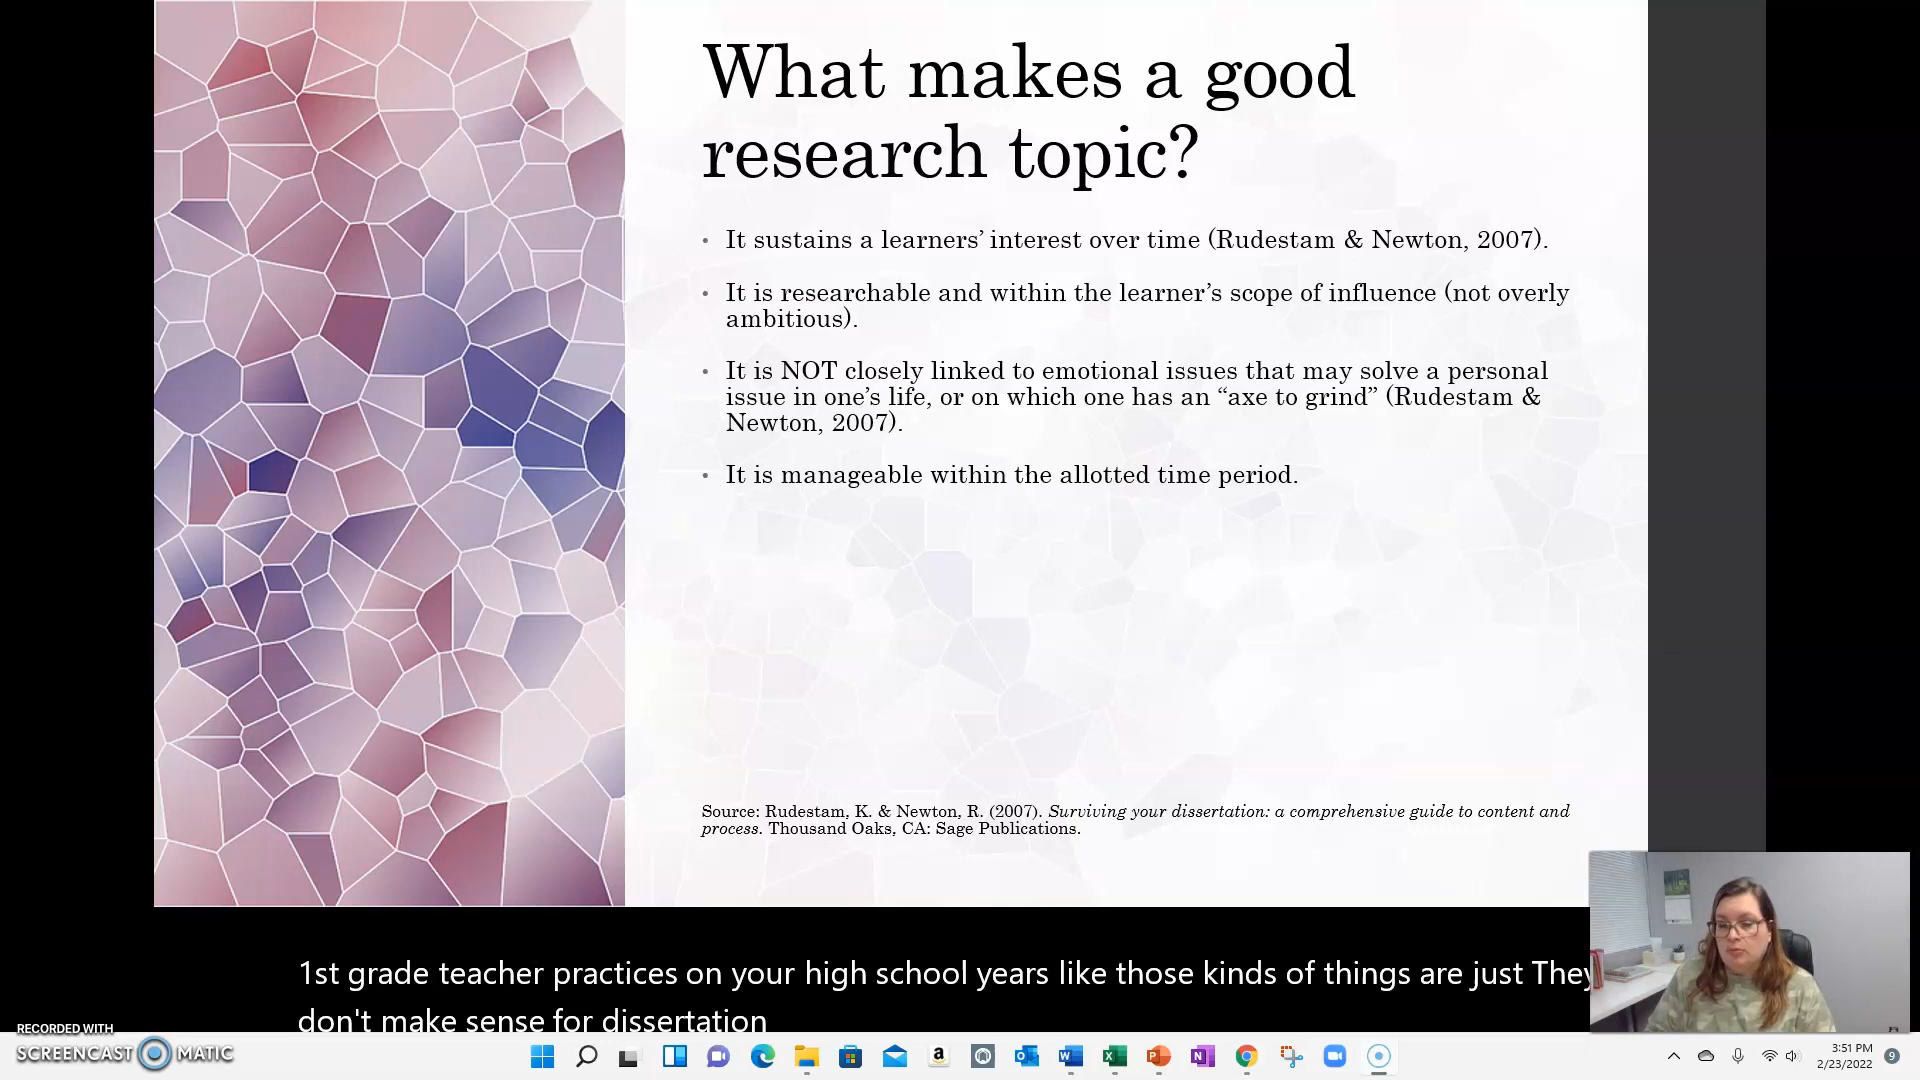 What makes a good
research topic?
• It sustains a learners’ interest over time (Rudestam & Newton, 2007).
• It is researchable and within the learner’s scope of influence (not overly
ambitious).
• It is NOT closely linked to emotional issues that may solve a personal
issue in one’s life, or on which one has an “axe to grind” (Rudestam &
Newton, 2007).
• It is manageable within the allotted time period.
Source: Rudestam, K. & Newton, R. (2007). Surviving your dissertation: a comprehensive guide to content and
process. Thousand Oaks, CA: Sage Publications.
1st grade teacher practices on your high school years like those kinds of things are just They
don't make sense for dissertation
RECORDED WITH
SCREENCAST MATIC
3:51 PM
2/23/2022
9